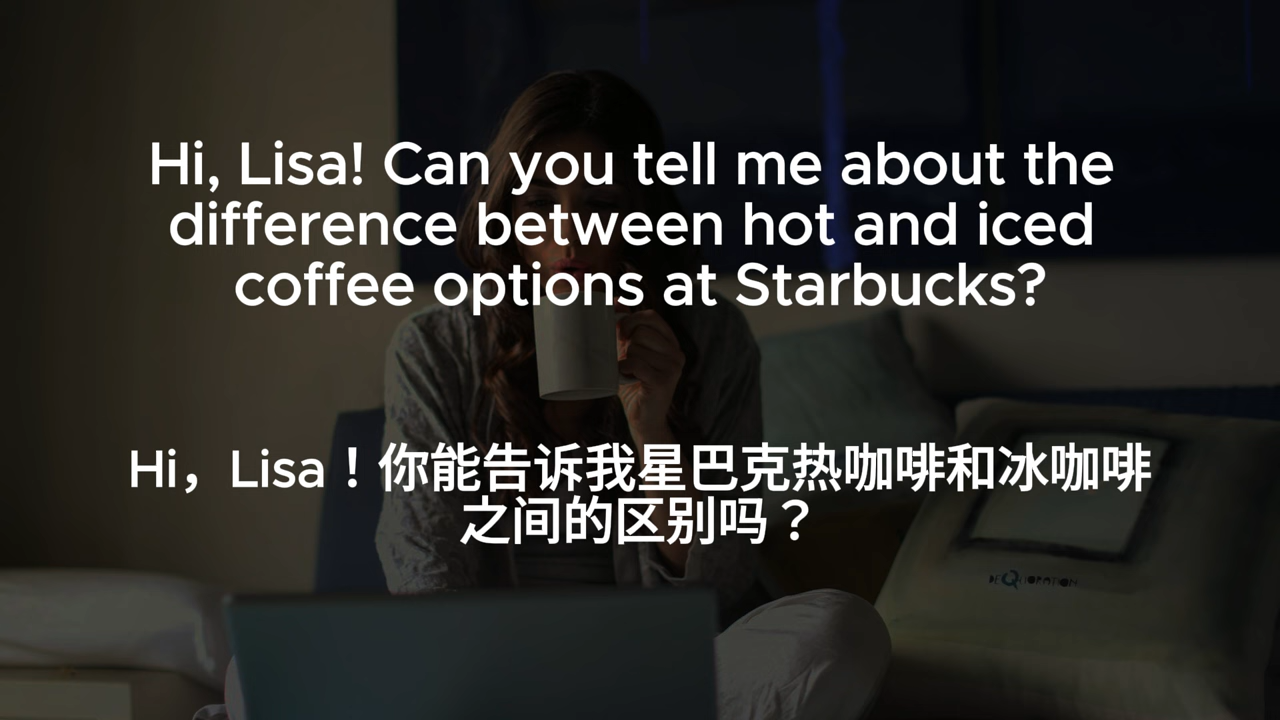 Hi, Lisa! Can you tell me about the
difference between hot and iced
coffee options at Starbucks?
Hi，Lisa！你能告诉我星巴克热咖啡和冰咖啡
之间的区别吗？